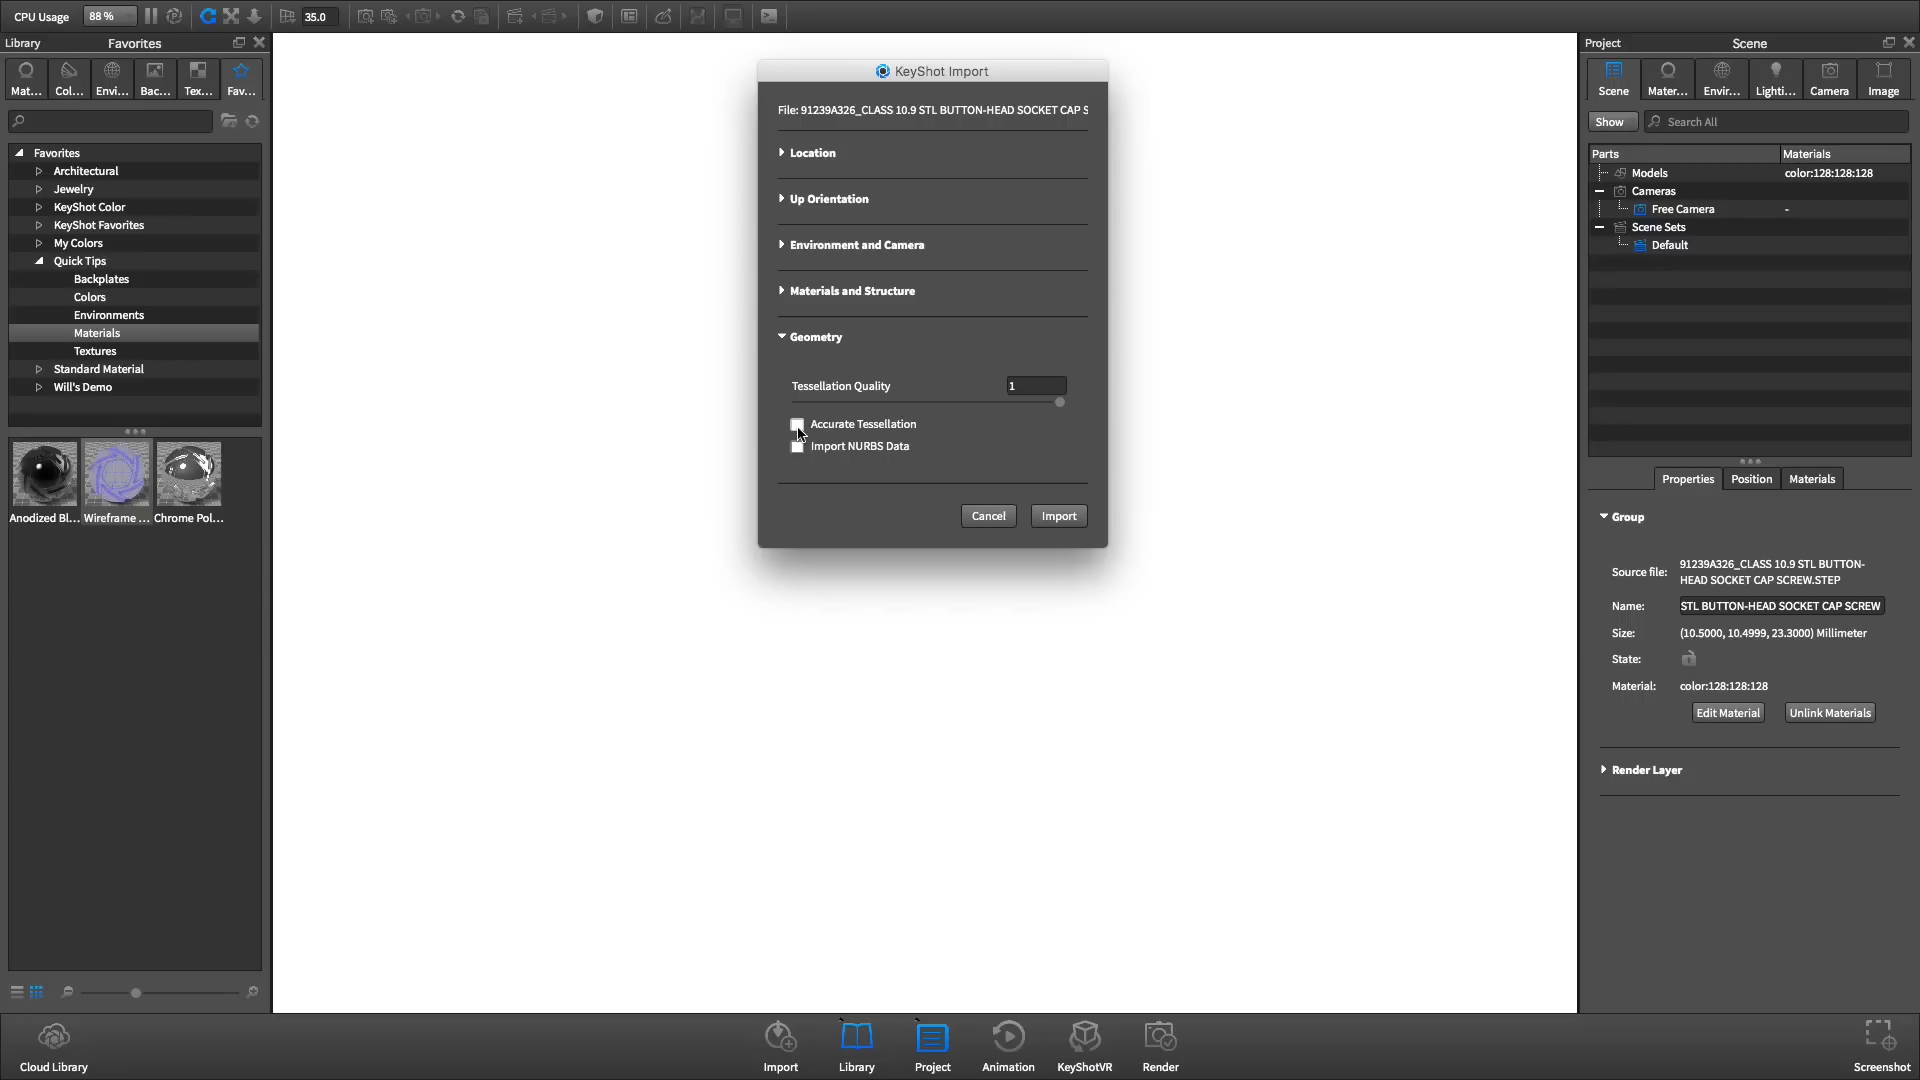 CPU Usage
88 %
35.0
Library
Favorites
Mat...
Col...
Envi...
Bac...
Tex...
Fav...
Favorites
Architectural
Jewelry
KeyShot Color
KeyShot Favorites
My Colors
Quick Tips
Backplates
Colors
Environments
Materials
Textures
Standard Material
Will's Demo
Anodized Bl...
Wireframe ...
Chrome Pol...
KeyShot Import
File: 91239A326_CLASS 10.9 STL BUTTON-HEAD SOCKET CAP S
Location
Up Orientation
Environment and Camera
Materials and Structure
Geometry
Tessellation Quality
1
Accurate Tessellation
Import NURBS Data
Cancel
Import
Project
Scene
Scene
Mater...
Envir...
Lighti...
Camera
Image
Show
Search All
Parts
Materials
Models
color:128:128:128
Cameras
Free Camera
-
Scene Sets
Default
Properties
Position
Materials
Group
Source file:
91239A326_CLASS 10.9 STL BUTTON-
HEAD SOCKET CAP SCREW.STEP
Name:
STL BUTTON-HEAD SOCKET CAP SCREW
Size:
(10.5000, 10.4999, 23.3000) Millimeter
State:
Material:
color:128:128:128
Edit Material
Unlink Materials
Render Layer
Cloud Library
Import
Library
Project
Animation
KeyShotVR
Render
Screenshot